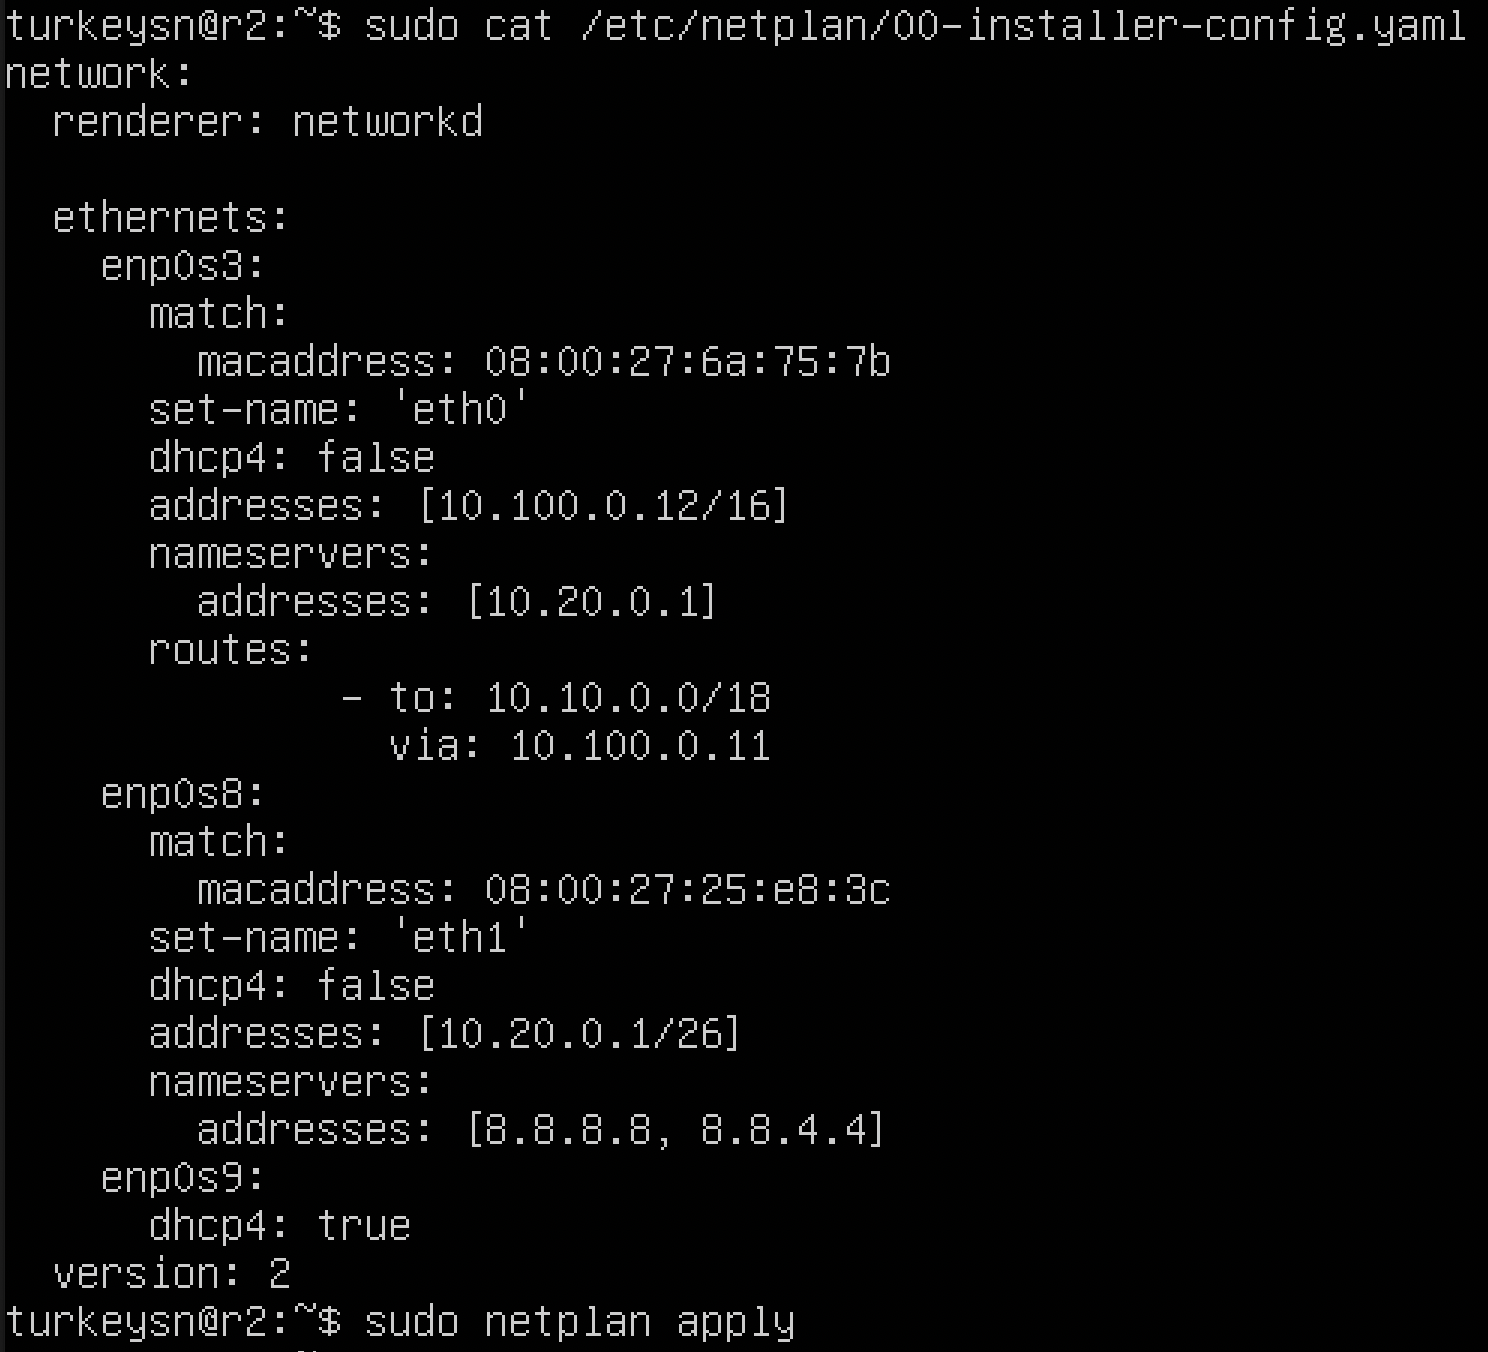 turkeysn@r2:~$ sudo cat /etc/netplan/00-installer-config.yaml
network:
  renderer: networkd

  ethernets:
    enp0s3:
      match:
        macaddress: 08:00:27:6a:75:7b
      set-name: 'eth0'
      dhcp4: false
      addresses: [10.100.0.12/16]
      nameservers:
        addresses: [10.20.0.1]
      routes:
              - to: 10.10.0.0/18
                via: 10.100.0.11
    enp0s8:
      match:
        macaddress: 08:00:27:25:e8:3c
      set-name: 'eth1'
      dhcp4: false
      addresses: [10.20.0.1/26]
      nameservers:
        addresses: [8.8.8.8, 8.8.4.4]
    enp0s9:
      dhcp4: true
  version: 2
turkeysn@r2:~$ sudo netplan apply